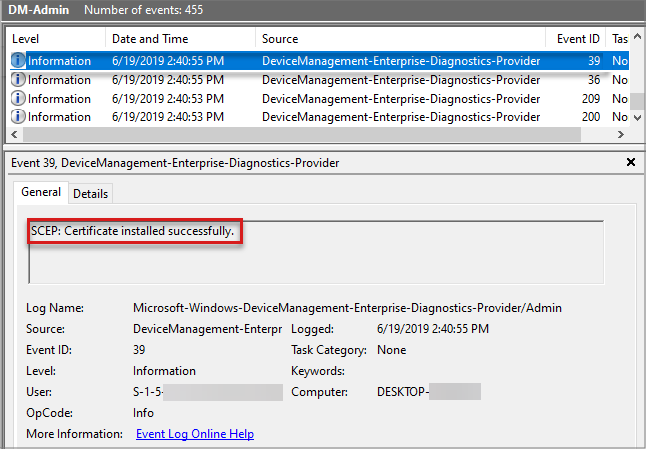 DM-Admin Number of events: 455
Level Date and Time Source Event ID Tas
Information 6/19/2019 2:40:55 PM DeviceManagement-Enterprise-Diagnostics-Provider 39 No
Information 6/19/2019 2:40:55 PM DeviceManagement-Enterprise-Diagnostics-Provider 36 No
Information 6/19/2019 2:40:53 PM DeviceManagement-Enterprise-Diagnostics-Provider 209 No
Information 6/19/2019 2:40:53 PM DeviceManagement-Enterprise-Diagnostics-Provider 200 No
Event 39, DeviceManagement-Enterprise-Diagnostics-Provider
General Details
SCEP: Certificate installed successfully.
Log Name: Microsoft-Windows-DeviceManagement-Enterprise-Diagnostics-Provider/Admin
Source: DeviceManagement-Enterpr Logged: 6/19/2019 2:40:55 PM
Event ID: 39 Task Category: None
Level: Information Keywords:
User: S-1-5- Computer: DESKTOP-
OpCode: Info
More Information: Event Log Online Help